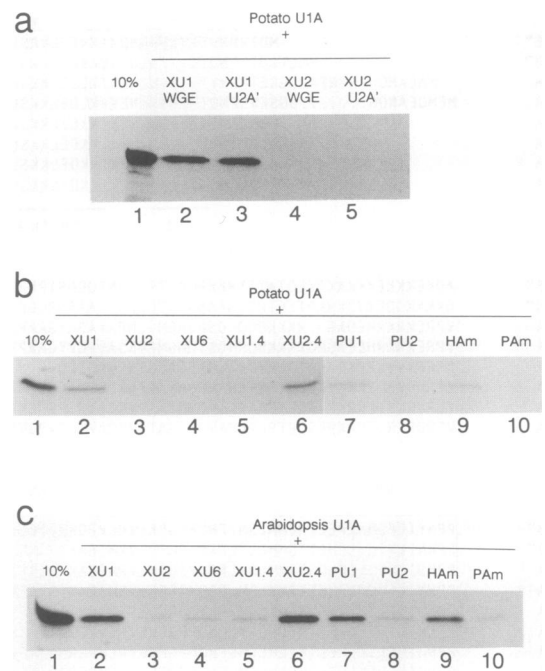 a
Potato U1A
+
10% XU1 XU1 XU2 XU2
WGE U2A' WGE U2A'
1 2 3 4 5
b
Potato U1A
+
10% XU1 XU2 XU6 XU1.4 XU2.4 PU1 PU2 HAm PAm
1 2 3 4 5 6 7 8 9 10
c
Arabidopsis U1A
+
10% XU1 XU2 XU6 XU1.4 XU2.4 PU1 PU2 HAm PAm
1 2 3 4 5 6 7 8 9 10